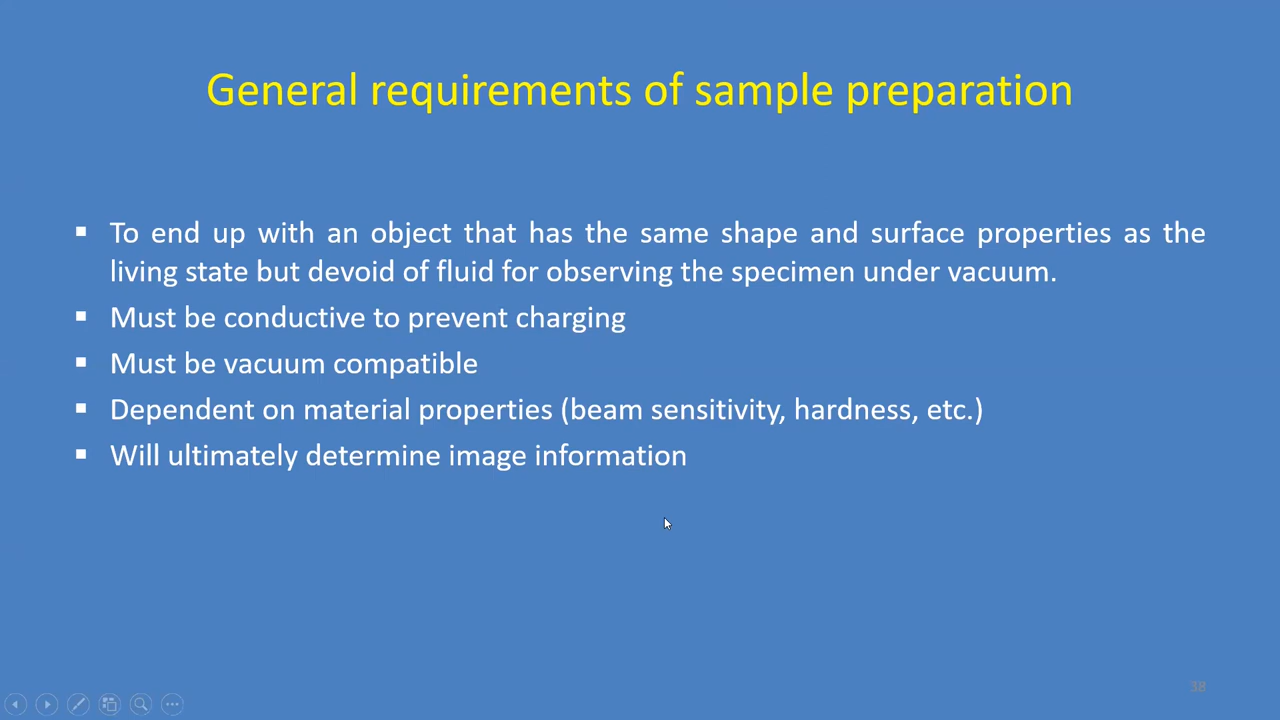 General requirements of sample preparation
▪ To end up with an object that has the same shape and surface properties as the
living state but devoid of fluid for observing the specimen under vacuum.
▪ Must be conductive to prevent charging
▪ Must be vacuum compatible
▪ Dependent on material properties (beam sensitivity, hardness, etc.)
▪ Will ultimately determine image information
38